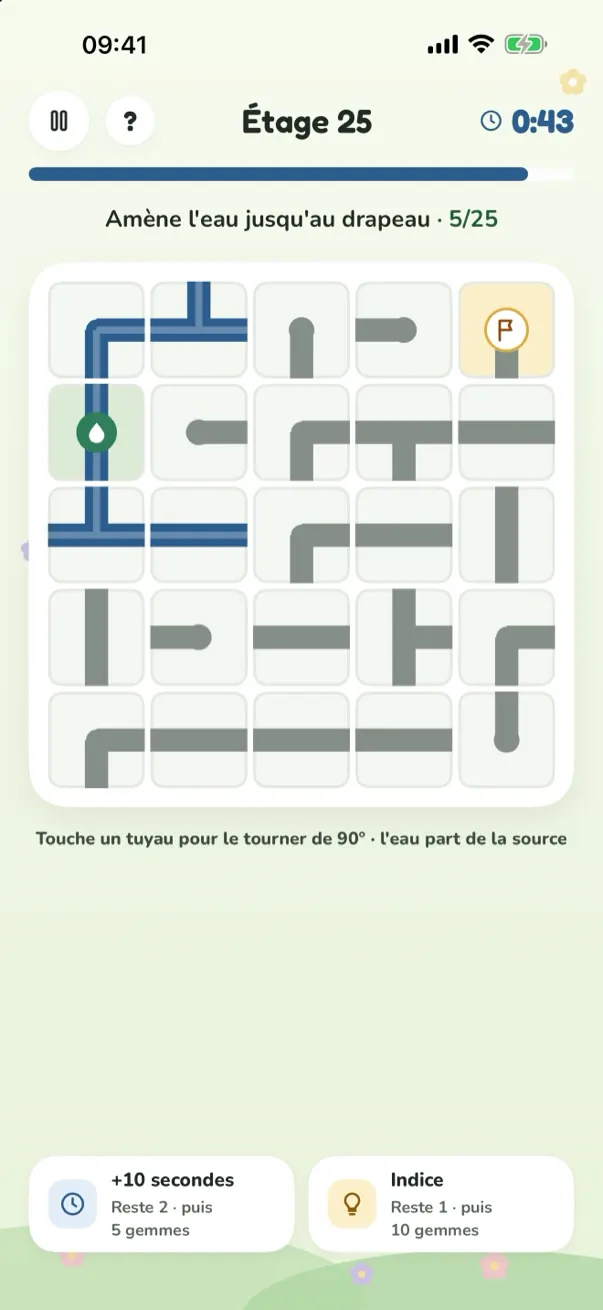 09:41
?
Étage 25
0:43
Amène l'eau jusqu'au drapeau · 5/25
Touche un tuyau pour le tourner de 90° · l'eau part de la source
+10 secondes
Reste 2 · puis
5 gemmes
Indice
Reste 1 · puis
10 gemmes